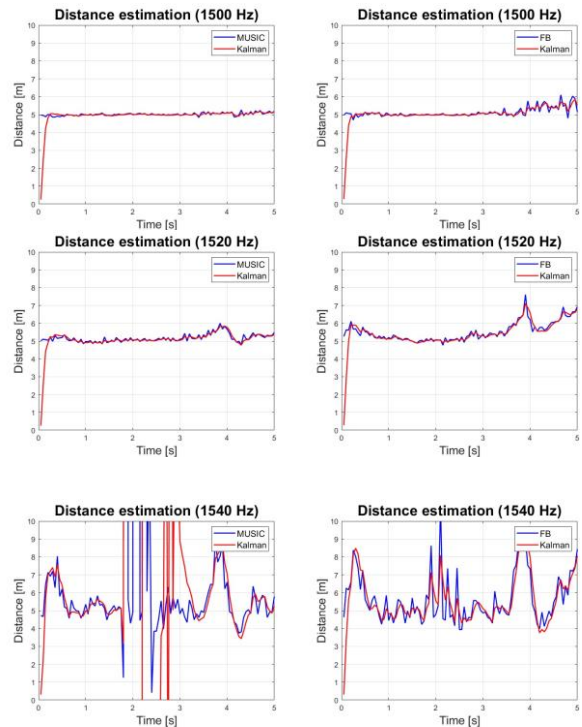 Distance estimation (1500 Hz)
Distance [m]
10
9
8
7
6
5
4
3
2
1
0
MUSIC
Kalman
0 1 2 3 4 5
Time [s]
Distance estimation (1500 Hz)
Distance [m]
10
9
8
7
6
5
4
3
2
1
0
FB
Kalman
0 1 2 3 4 5
Time [s]
Distance estimation (1520 Hz)
Distance [m]
10
9
8
7
6
5
4
3
2
1
0
MUSIC
Kalman
0 1 2 3 4 5
Time [s]
Distance estimation (1520 Hz)
Distance [m]
10
9
8
7
6
5
4
3
2
1
0
FB
Kalman
0 1 2 3 4 5
Time [s]
Distance estimation (1540 Hz)
Distance [m]
10
9
8
7
6
5
4
3
2
1
0
MUSIC
Kalman
0 1 2 3 4 5
Time [s]
Distance estimation (1540 Hz)
Distance [m]
10
9
8
7
6
5
4
3
2
1
0
FB
Kalman
0 1 2 3 4 5
Time [s]